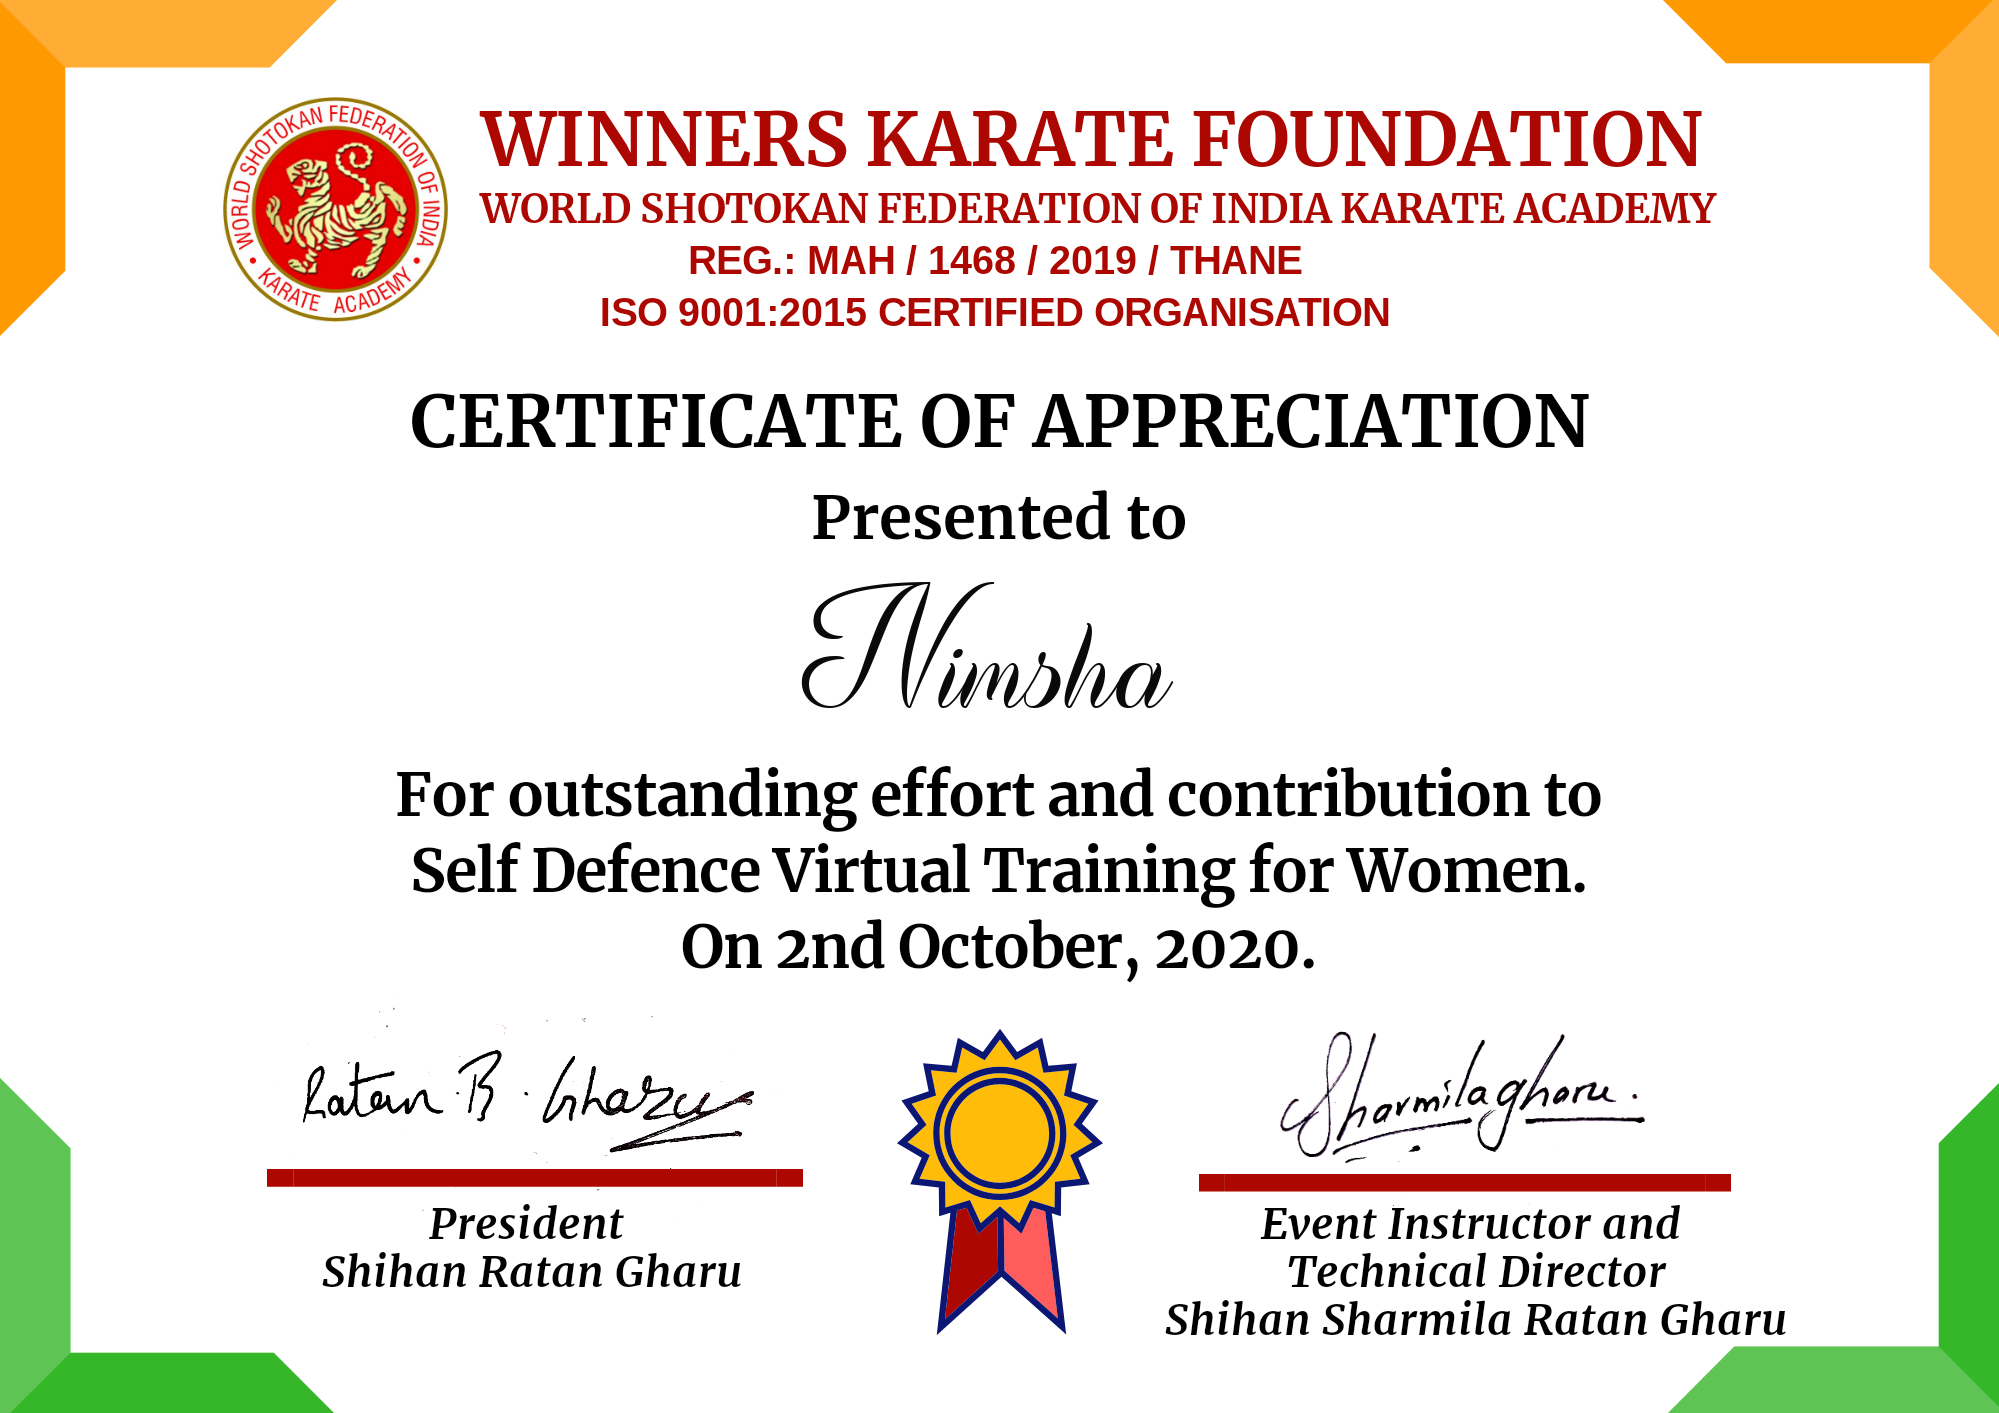 WORLD SHOTOKAN FEDERATION OF INDIA
• KARATE ACADEMY •
WINNERS KARATE FOUNDATION
WORLD SHOTOKAN FEDERATION OF INDIA KARATE ACADEMY
REG.: MAH / 1468 / 2019 / THANE
ISO 9001:2015 CERTIFIED ORGANISATION
CERTIFICATE OF APPRECIATION
Presented to
Nimsha
For outstanding effort and contribution to
Self Defence Virtual Training for Women.
On 2nd October, 2020.
Ratan B. Gharu
Sharmila gharu.
President
Shihan Ratan Gharu
Event Instructor and
Technical Director
Shihan Sharmila Ratan Gharu